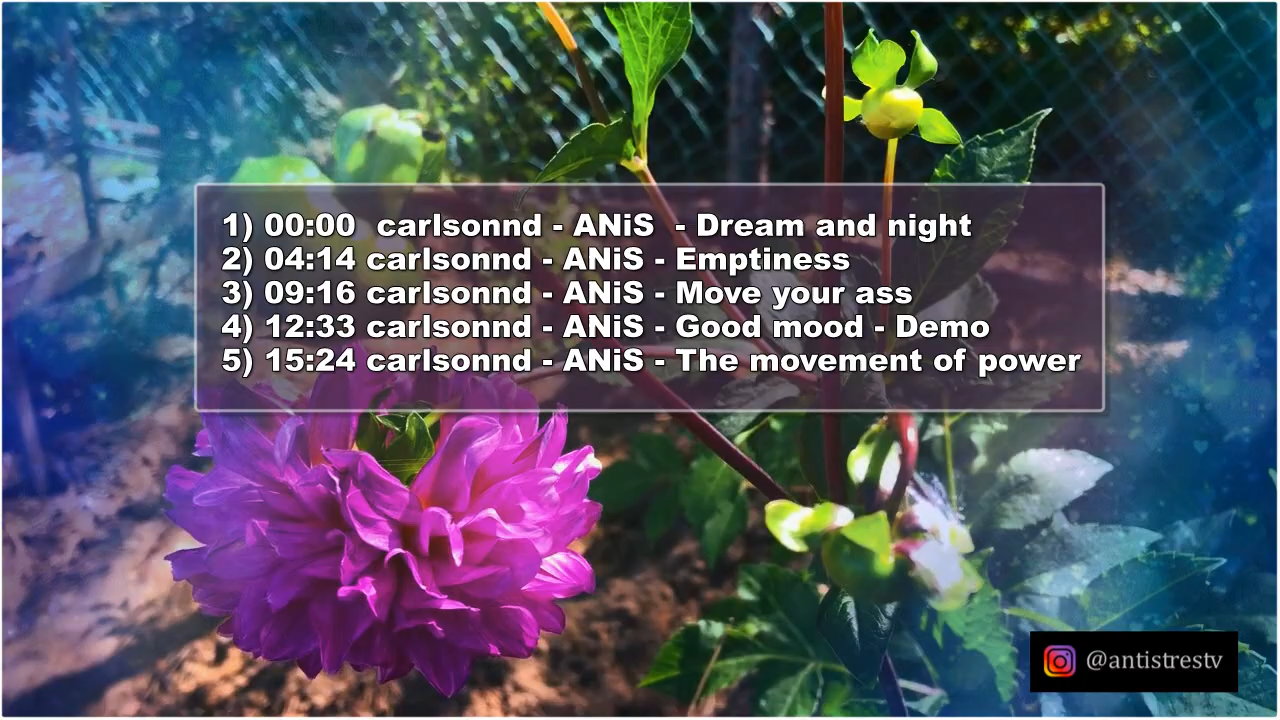 1) 00:00  carlsonnd - ANiS  - Dream and night
2) 04:14 carlsonnd - ANiS - Emptiness
3) 09:16 carlsonnd - ANiS - Move your ass
4) 12:33 carlsonnd - ANiS - Good mood - Demo
5) 15:24 carlsonnd - ANiS - The movement of power
@antistrestv